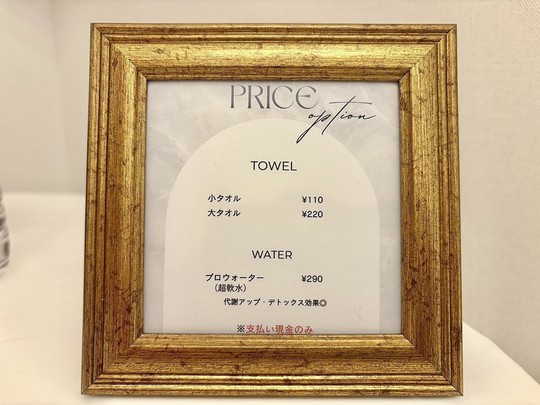 PRICE
option
TOWEL
小タオル ¥110
大タオル ¥220
WATER
プロウォーター ¥290
（超軟水）
代謝アップ・デトックス効果◎
※支払い現金のみ